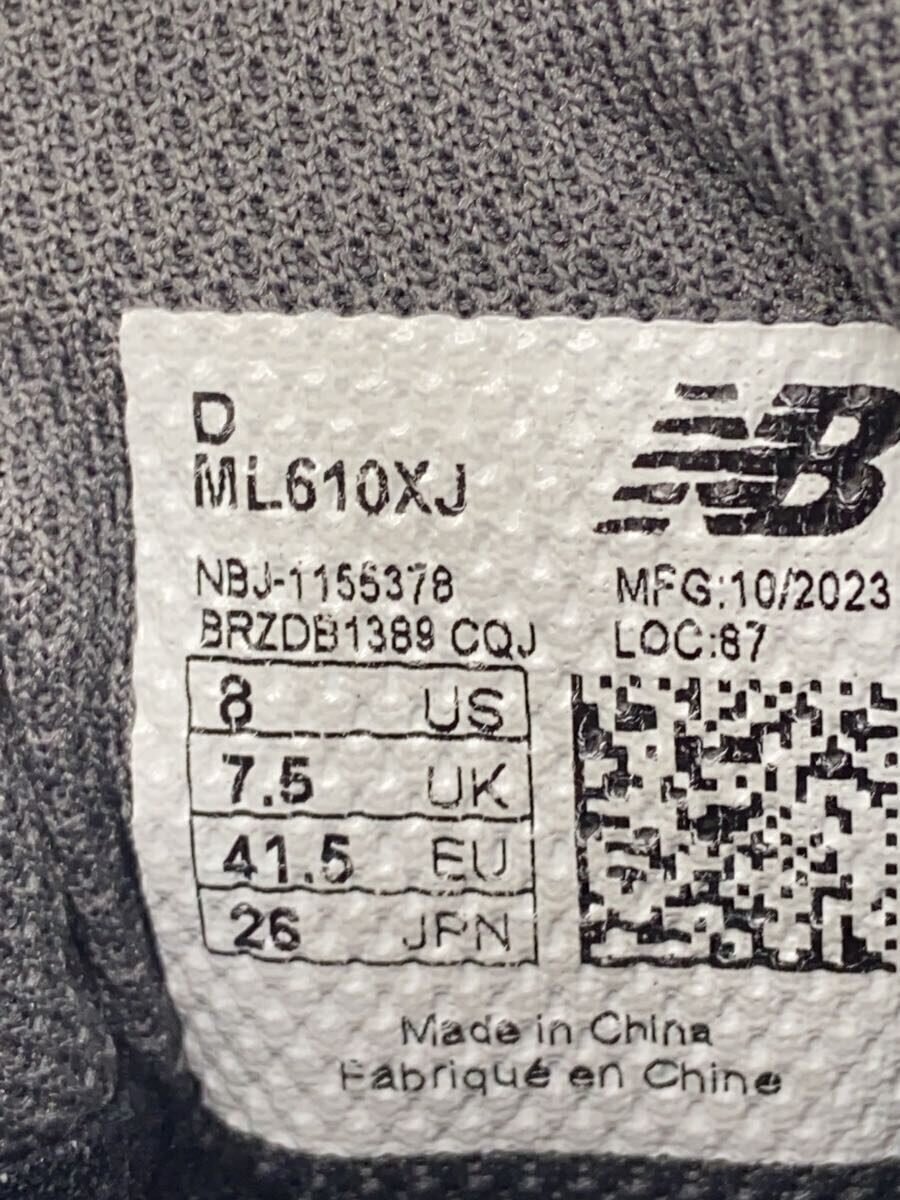 D
NB
ML610XJ
NBJ-1155378
MFG:10/2023
BRZDB1389 CQJ
LOC:87
8 US
7.5 UK
41.5 EU
26 JPN
Made in China
Fabriqué en Chine